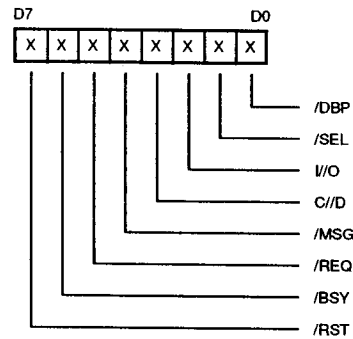 D7 D0
X X X X X X X X
/DBP
/SEL
I//O
C//D
/MSG
/REQ
/BSY
/RST